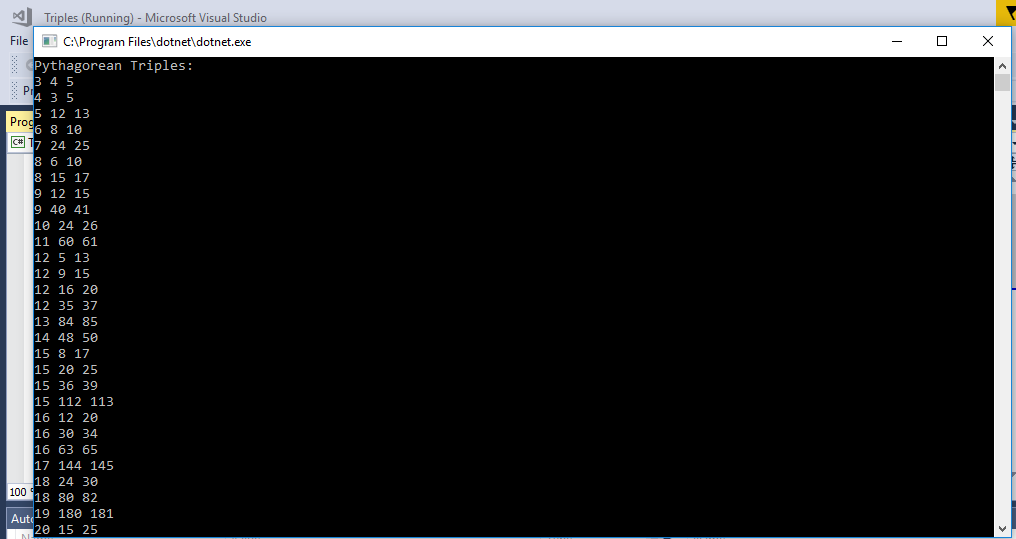 Triples (Running) - Microsoft Visual Studio
File
C:\Program Files\dotnet\dotnet.exe
Pythagorean Triples:
3 4 5
4 3 5
5 12 13
6 8 10
7 24 25
8 6 10
8 15 17
9 12 15
9 40 41
10 24 26
11 60 61
12 5 13
12 9 15
12 16 20
12 35 37
13 84 85
14 48 50
15 8 17
15 20 25
15 36 39
15 112 113
16 12 20
16 30 34
16 63 65
17 144 145
18 24 30
18 80 82
19 180 181
20 15 25
Pr
Prog
C# T
100 %
Auto